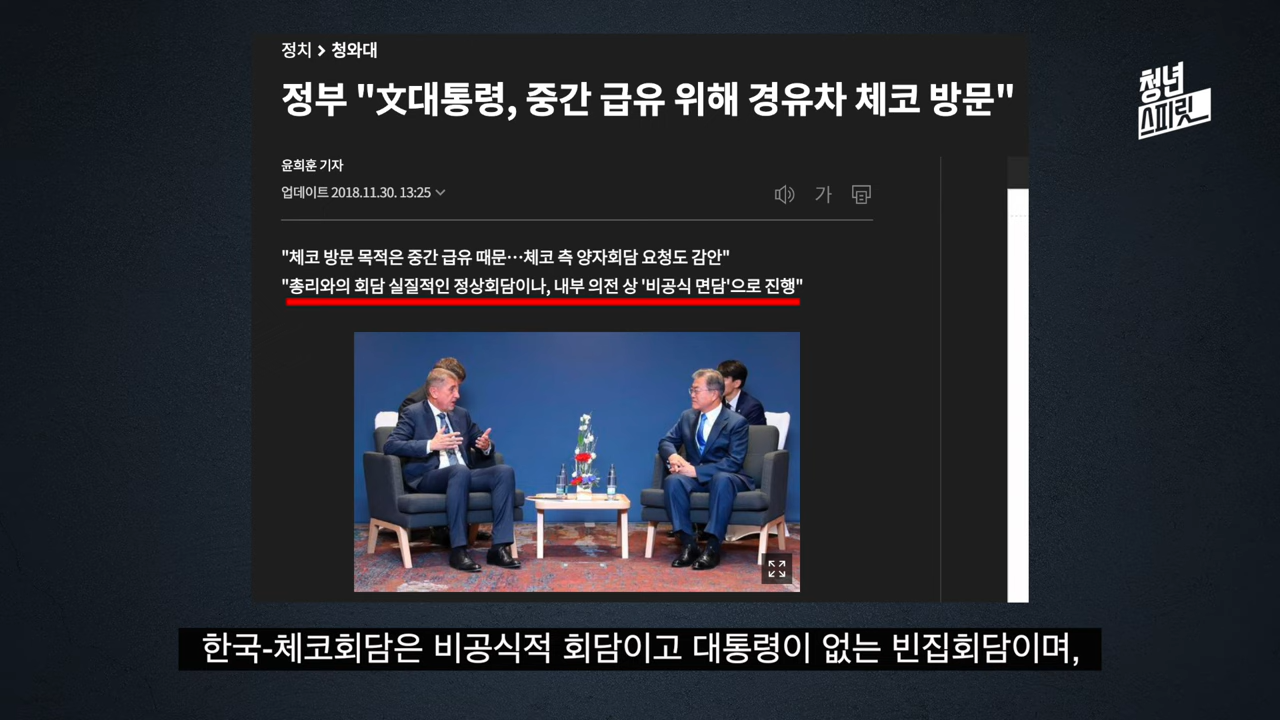 정치 > 청와대
정부 "文대통령, 중간 급유 위해 경유차 체코 방문"
청년
스피릿
윤희훈 기자
업데이트 2018.11.30. 13:25
가
"체코 방문 목적은 중간 급유 때문…체코 측 양자회담 요청도 감안"
"총리와의 회담 실질적인 정상회담이나, 내부 의전 상 '비공식 면담'으로 진행"
한국-체코회담은 비공식적 회담이고 대통령이 없는 빈집회담이며,